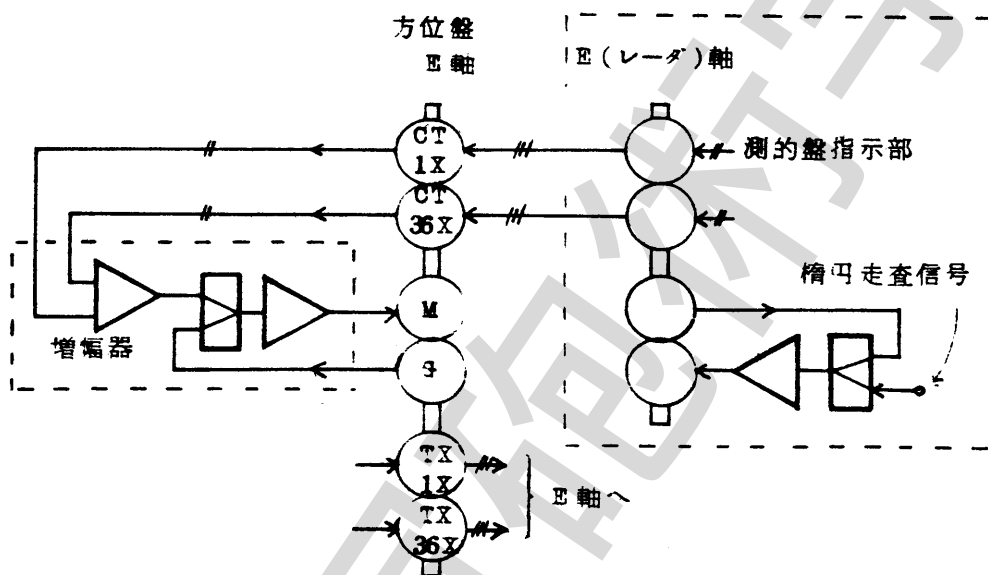 方位盤
E軸
E(レーダ)軸
CT
1X
測的盤指示部
CT
36X
楕円走査信号
M
増幅器
TX
1X
E軸へ
TX
36X